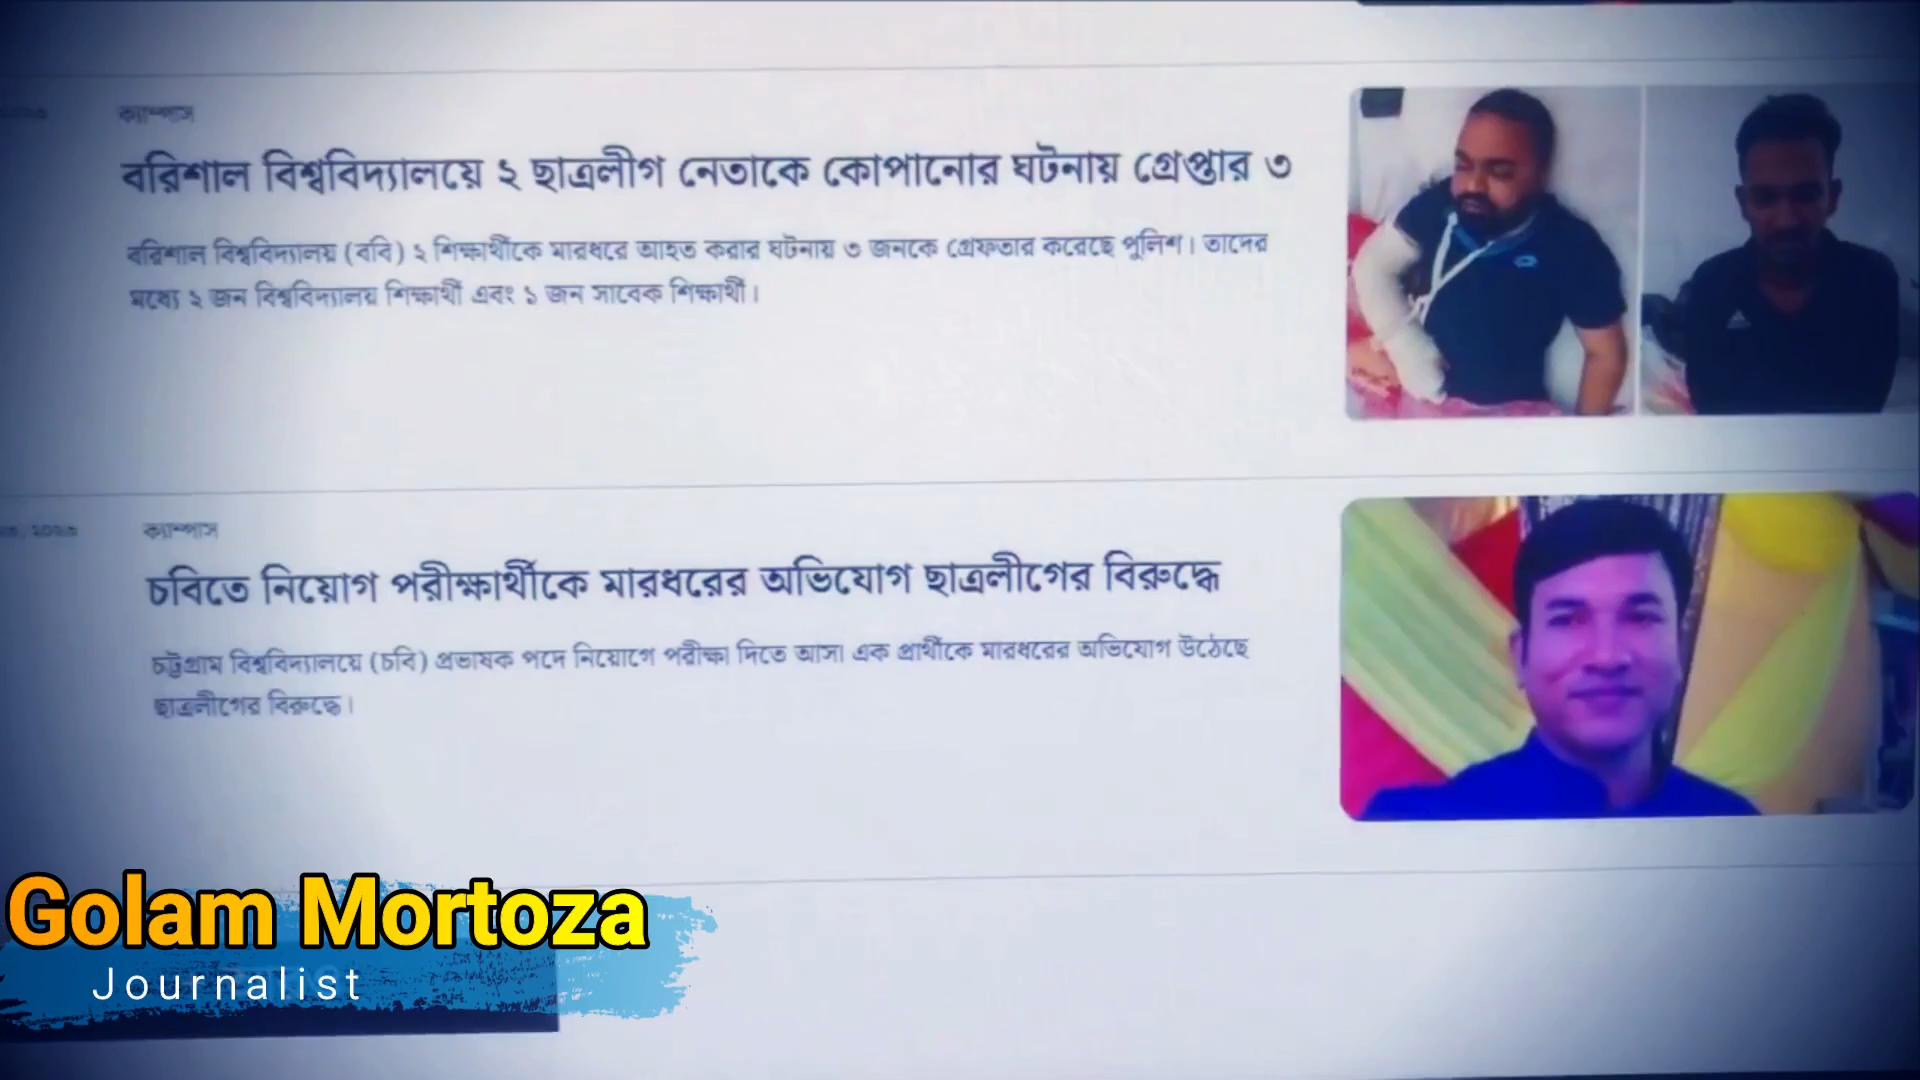 ক্যাম্পাস
বরিশাল বিশ্ববিদ্যালয়ে ২ ছাত্রলীগ নেতাকে কোপানোর ঘটনায় গ্রেপ্তার ৩
বরিশাল বিশ্ববিদ্যালয় (ববি) ২ শিক্ষার্থীকে মারধরে আহত করার ঘটনায় ৩ জনকে গ্রেফতার করেছে পুলিশ। তাদের
মধ্যে ২ জন বিশ্ববিদ্যালয় শিক্ষার্থী এবং ১ জন সাবেক শিক্ষার্থী।
ক্যাম্পাস
চবিতে নিয়োগ পরীক্ষার্থীকে মারধরের অভিযোগ ছাত্রলীগের বিরুদ্ধে
চট্টগ্রাম বিশ্ববিদ্যালয়ে (চবি) প্রভাষক পদে নিয়োগে পরীক্ষা দিতে আসা এক প্রার্থীকে মারধরের অভিযোগ উঠেছে
ছাত্রলীগের বিরুদ্ধে।
Golam Mortoza
Journalist